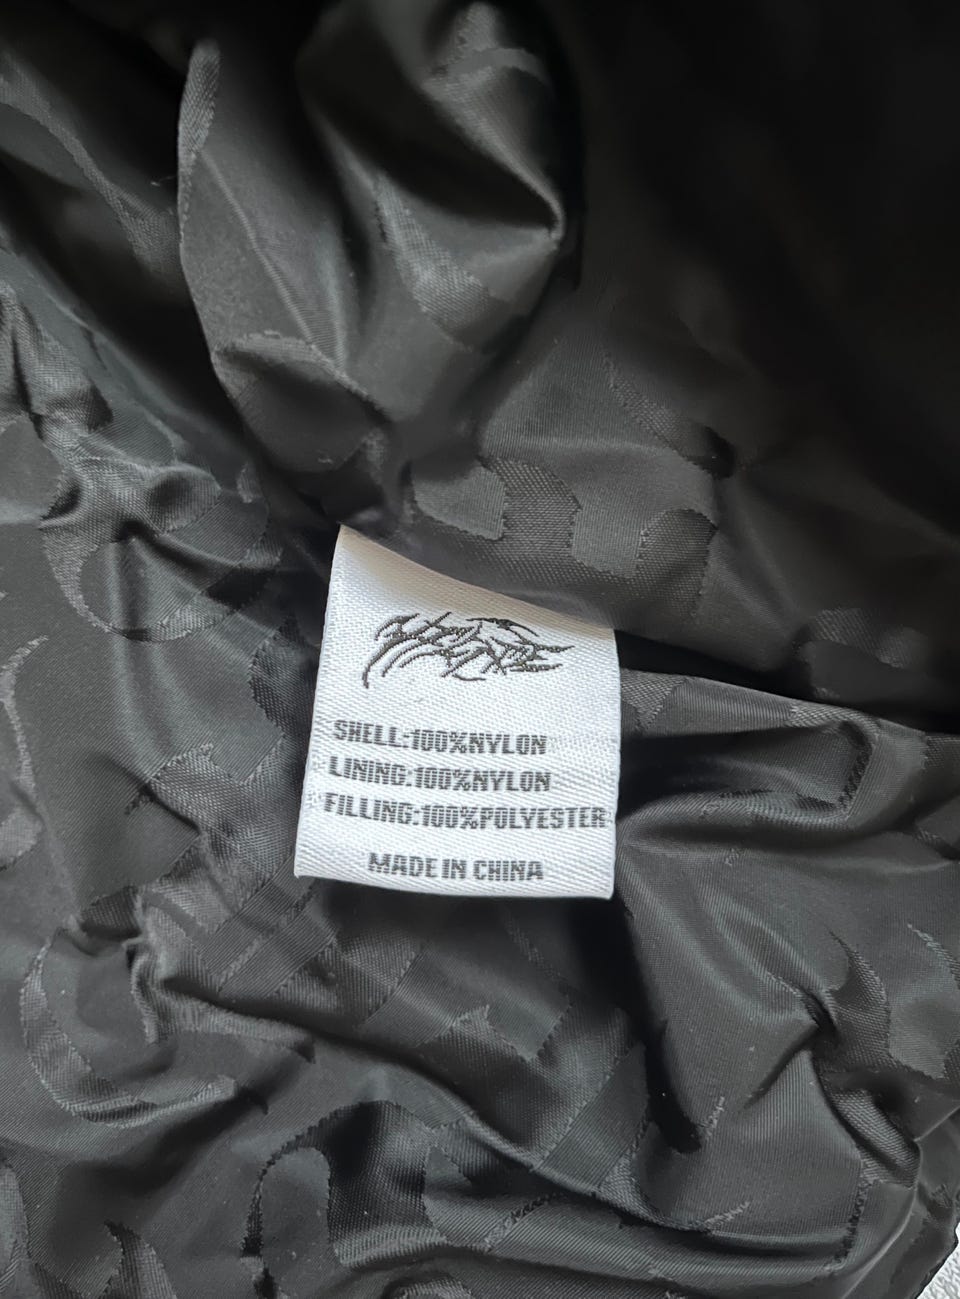 SHELL:100%NYLON
LINING:100%NYLON
FILLING:100%POLYESTER
MADE IN CHINA